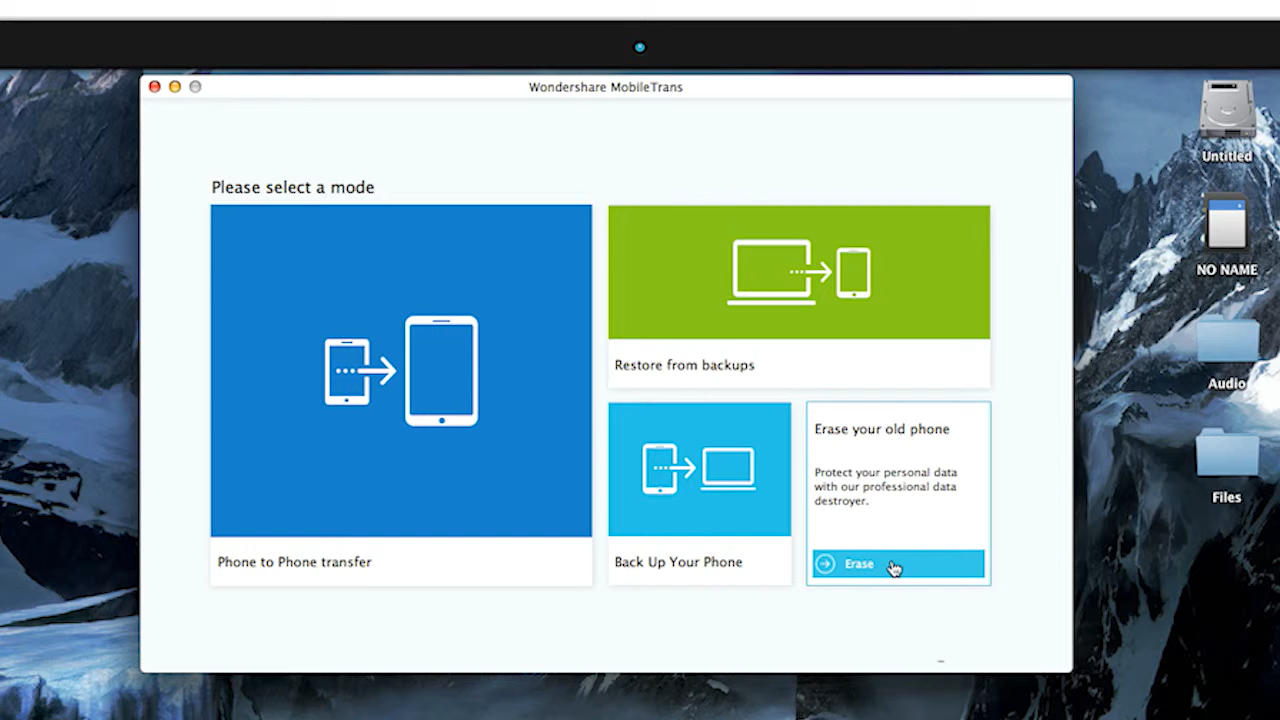 Wondershare MobileTrans
Please select a mode
Phone to Phone transfer
Restore from backups
Back Up Your Phone
Erase your old phone
Protect your personal data
with our professional data
destroyer.
Erase
Untitled
NO NAME
Audio
Files